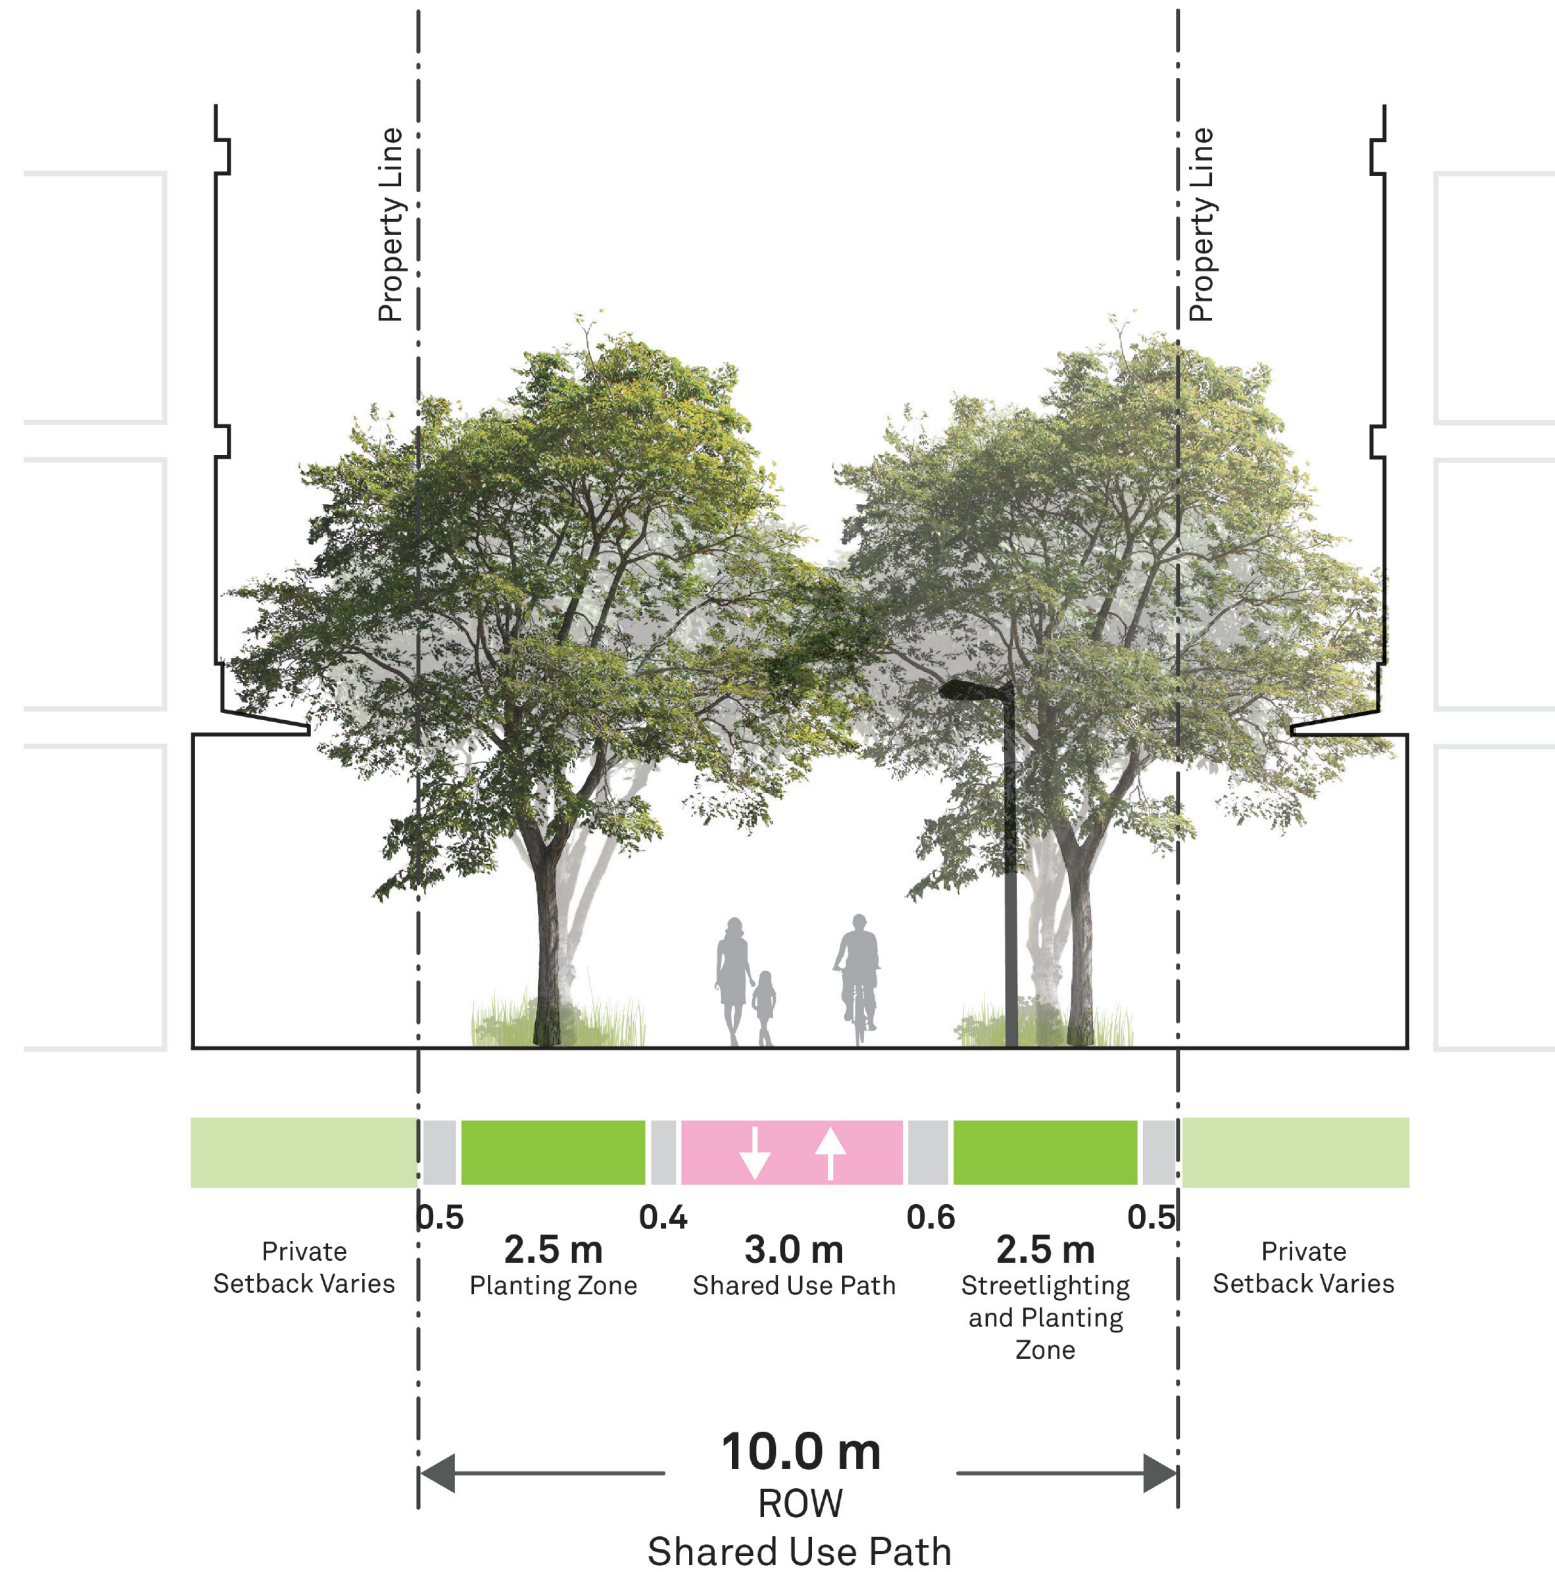 Property Line
Property Line
0.5
0.4
0.6
0.5
2.5 m
3.0 m
2.5 m
Private
Setback Varies
Planting Zone
Shared Use Path
Streetlighting
and Planting
Zone
Private
Setback Varies
10.0 m
ROW
Shared Use Path